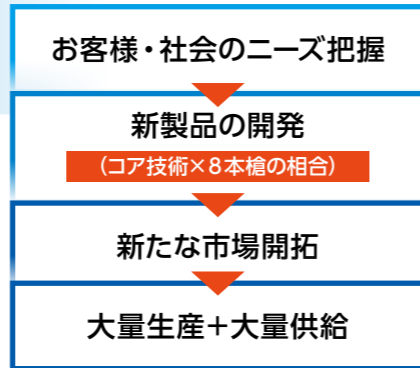 お客様・社会のニーズ把握
新製品の開発
(コア技術×8本槍の相合)
新たな市場開拓
大量生産+大量供給